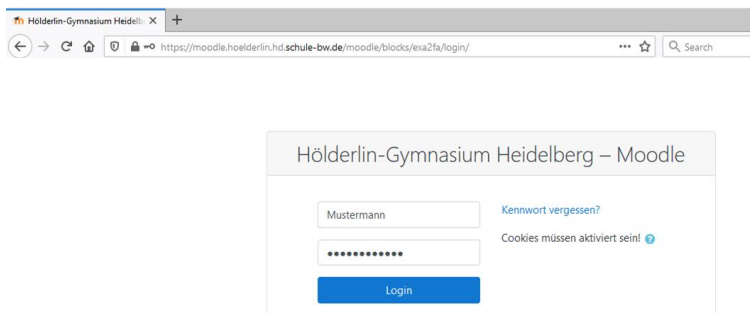 Hölderlin-Gymnasium Heidelb
https://moodle.hoelderlin.hd.schule-bw.de/moodle/blocks/exa2fa/login/
Search
Hölderlin-Gymnasium Heidelberg – Moodle
Mustermann
Kennwort vergessen?
Cookies müssen aktiviert sein!
••••••••••••
Login